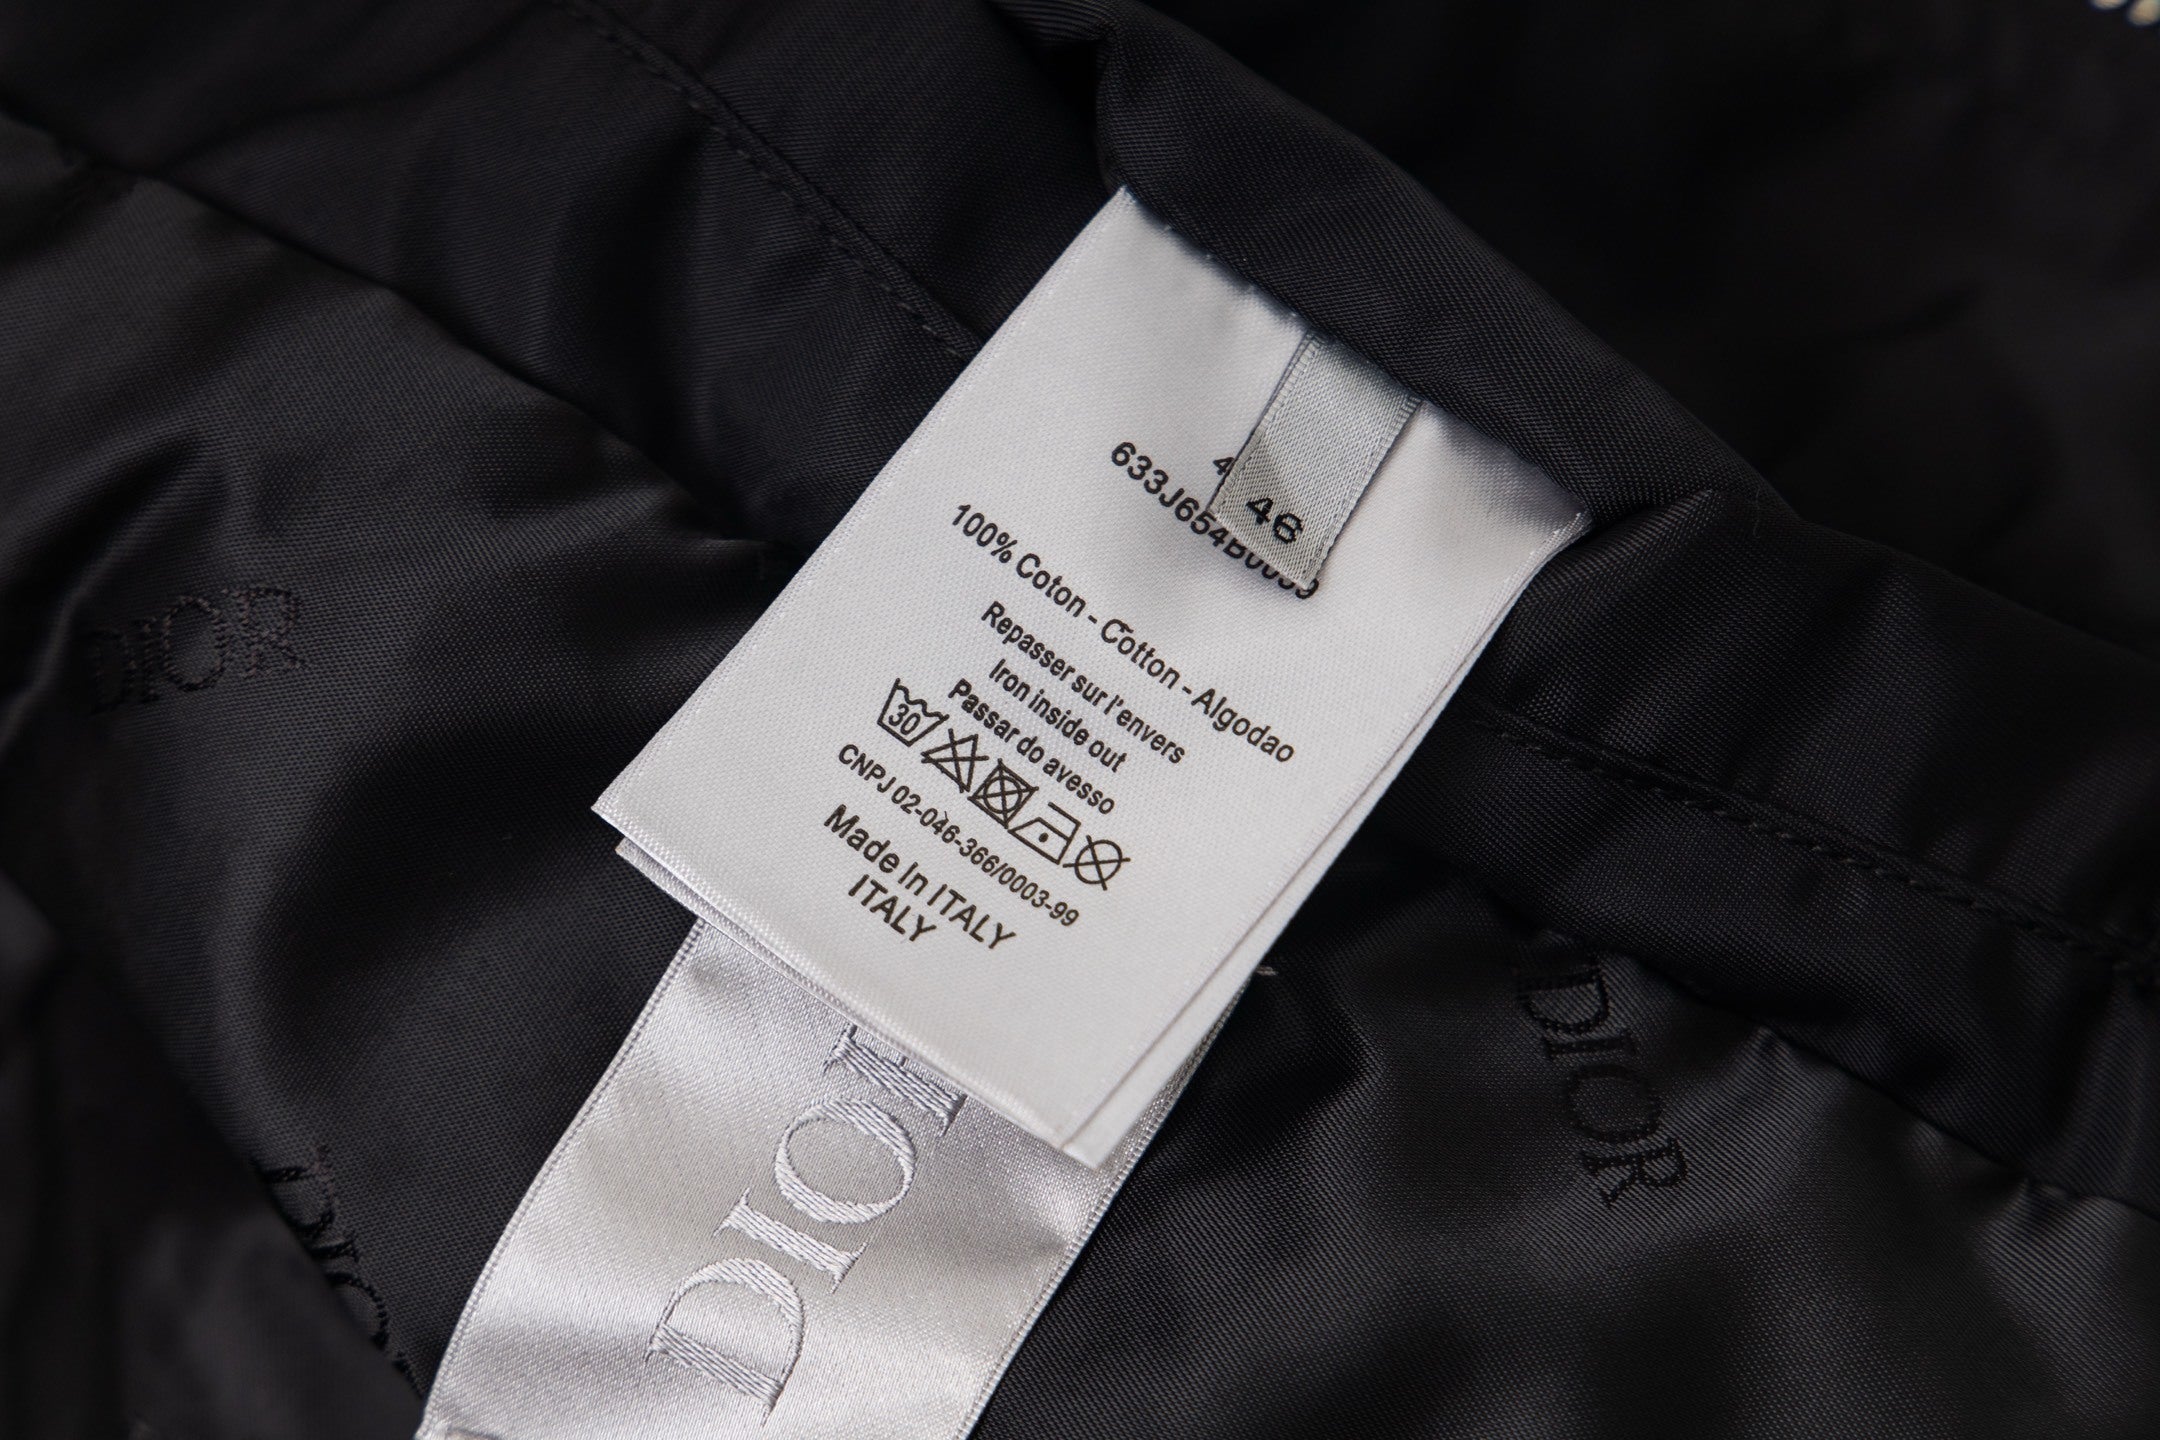 46
633J654B0099
100% Coton - Cotton - Algodao
Repasser sur l'envers
Iron inside out
Passar do avesso
30
CNPJ 02-046-366/0003-99
Made In ITALY
ITALY
DIOR
DIOR
DIOR
DIOR